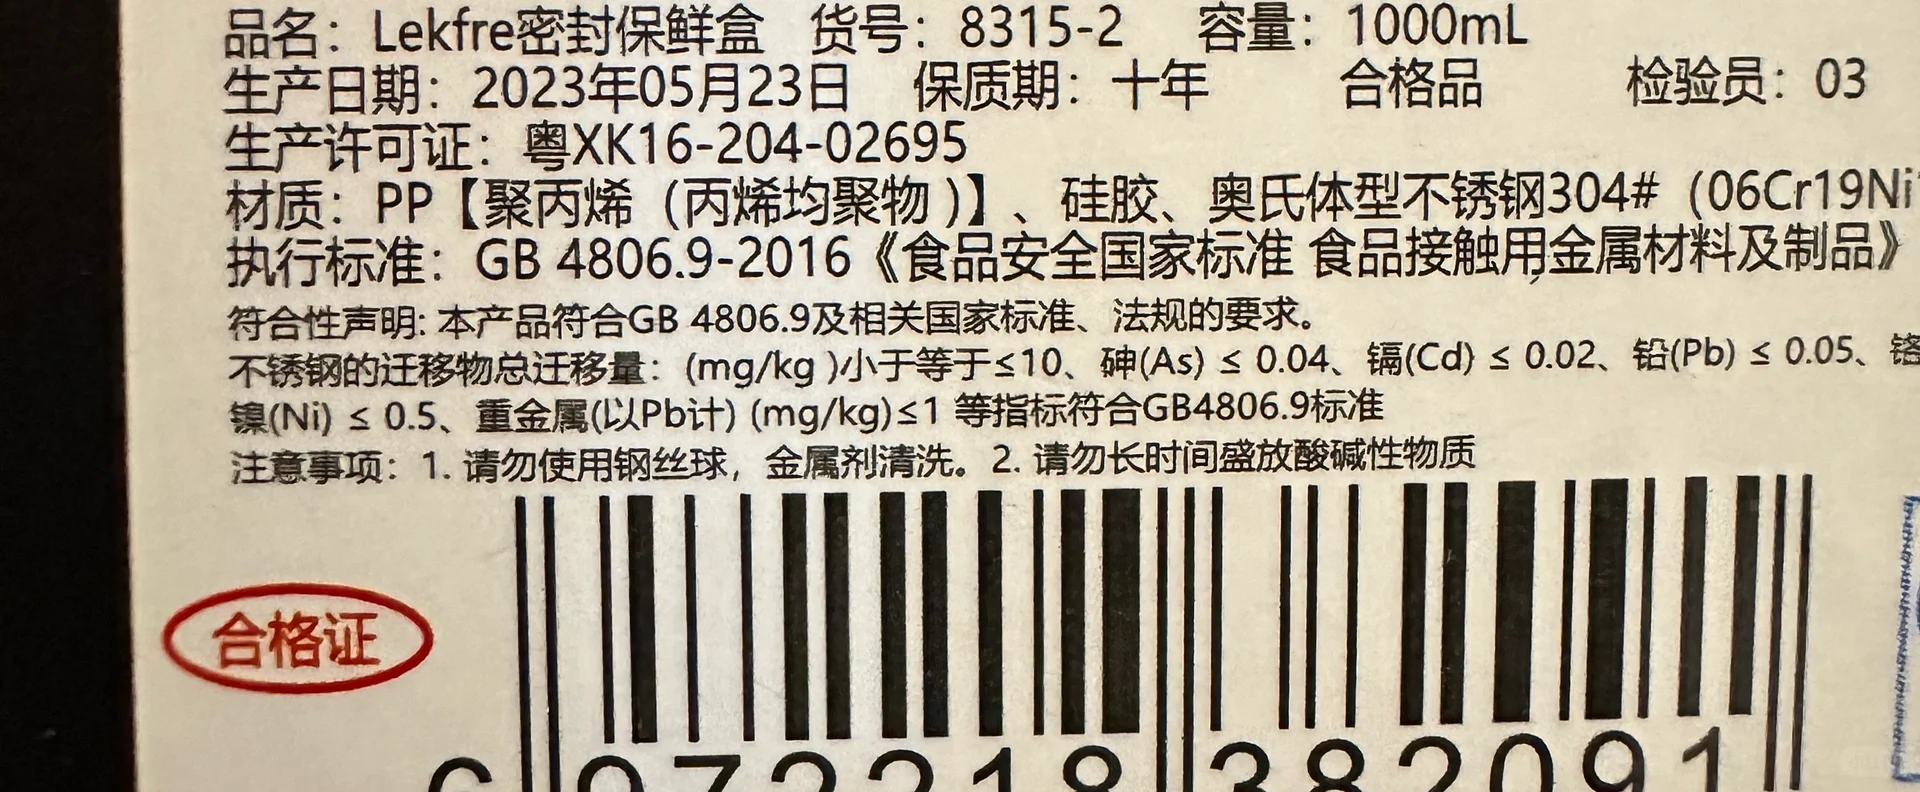 品名：Lekfre密封保鲜盒 货号：8315-2 容量：1000mL
生产日期：2023年05月23日 保质期：十年 合格品 检验员：03
生产许可证：粤XK16-204-02695
材质：PP【聚丙烯（丙烯均聚物）】、硅胶、奥氏体型不锈钢304#（06Cr19Ni
执行标准：GB 4806.9-2016《食品安全国家标准 食品接触用金属材料及制品》
符合性声明：本产品符合GB 4806.9及相关国家标准、法规的要求。
不锈钢的迁移物总迁移量：(mg/kg )小于等于≤10、砷(As) ≤ 0.04、镉(Cd) ≤ 0.02、铅(Pb) ≤ 0.05、铬
镍(Ni) ≤ 0.5、重金属(以Pb计) (mg/kg)≤1 等指标符合GB4806.9标准
注意事项：1. 请勿使用钢丝球，金属剂清洗。2. 请勿长时间盛放酸碱性物质
合格证
6 972218 382091